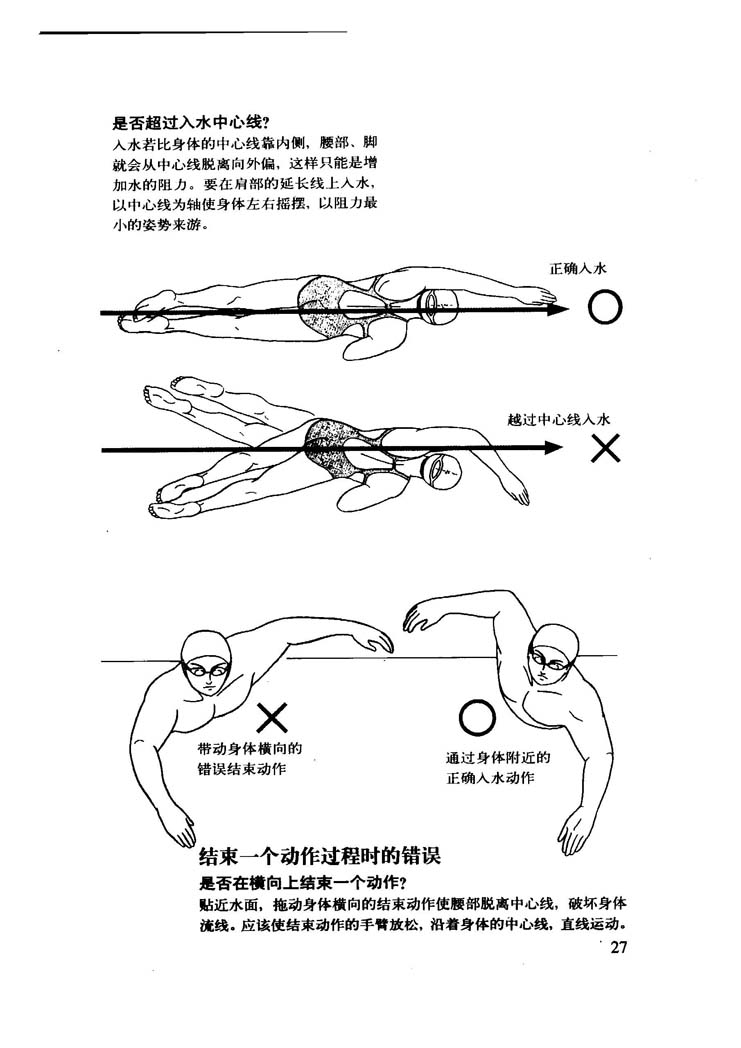 是否超过入水中心线?
入水若比身体的中心线靠内侧，腰部、脚
就会从中心线脱离向外偏，这样只能是增
加水的阻力。要在肩部的延长线上入水，
以中心线为轴使身体左右摇摆，以阻力最
小的姿势来游。
正确入水
越过中心线入水
带动身体横向的
错误结束动作
通过身体附近的
正确入水动作
结束一个动作过程时的错误
是否在横向上结束一个动作?
贴近水面，拖动身体横向的结束动作使腰部脱离中心线，破坏身体
流线。应该使结束动作的手臂放松，沿着身体的中心线，直线运动。
27